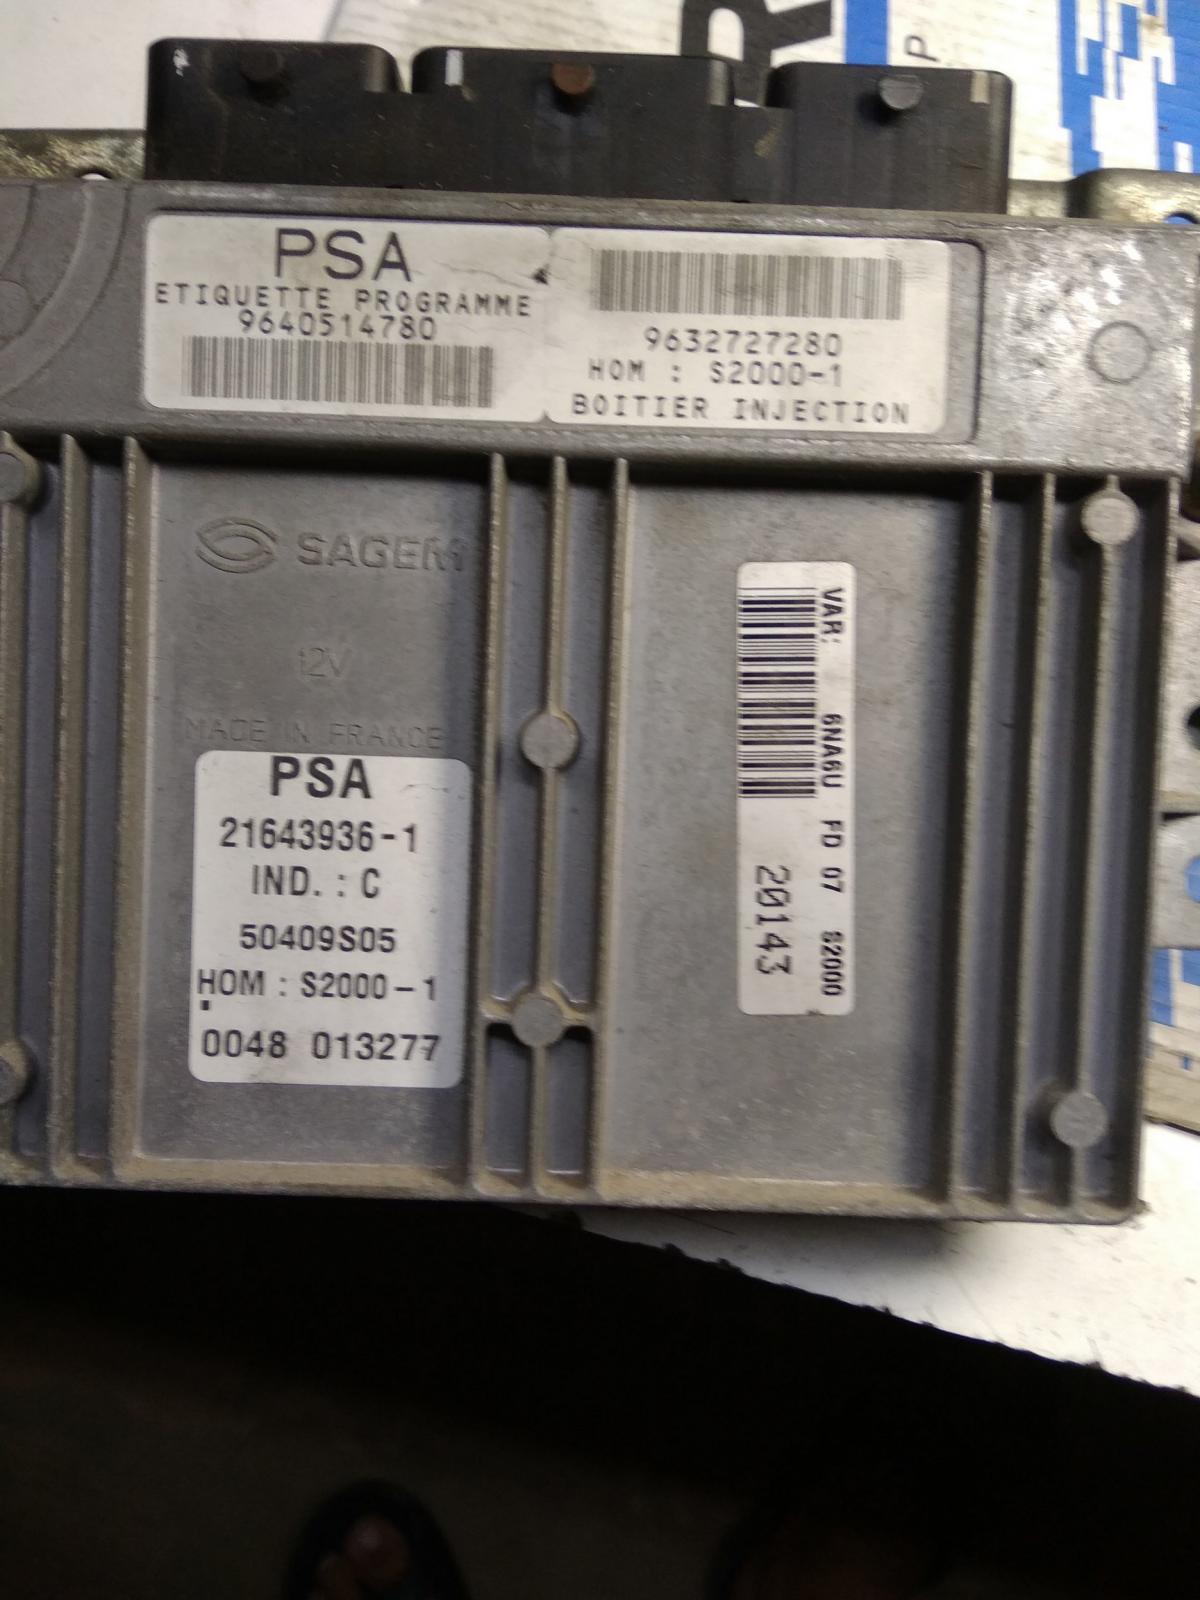 R
P
PSA
ETIQUETTE PROGRAMME
9640514780
9632727280
HOM : S2000-1
BOITIER INJECTION
SAGEM
12V
MADE IN FRANCE
PSA
21643936-1
IND. : C
50409S05
HOM : S2000-1
0048 013277
VAR: 6NA6U FD 07 S2000
20143